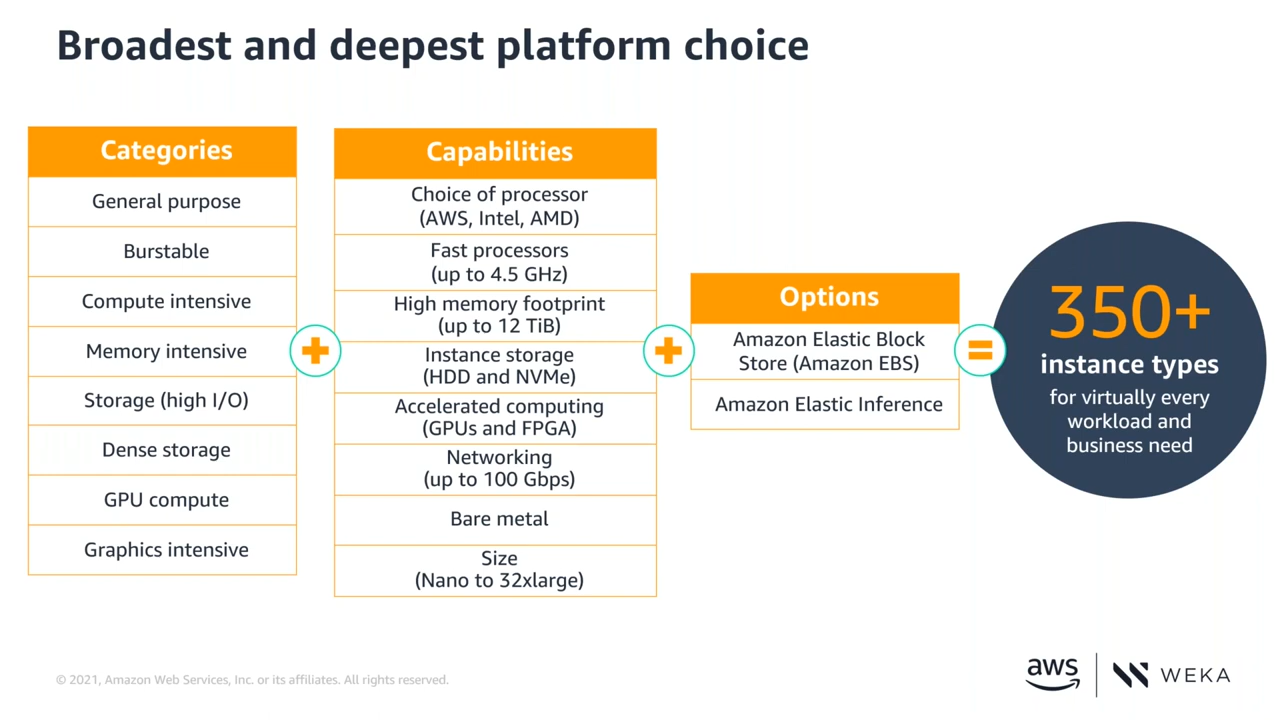 Broadest and deepest platform choice
Categories
General purpose
Burstable
Compute intensive
Memory intensive
Storage (high I/O)
Dense storage
GPU compute
Graphics intensive
Capabilities
Choice of processor
(AWS, Intel, AMD)
Fast processors
(up to 4.5 GHz)
High memory footprint
(up to 12 TiB)
Instance storage
(HDD and NVMe)
Accelerated computing
(GPUs and FPGA)
Networking
(up to 100 Gbps)
Bare metal
Size
(Nano to 32xlarge)
Options
Amazon Elastic Block
Store (Amazon EBS)
Amazon Elastic Inference
350+
instance types
for virtually every
workload and
business need
© 2021, Amazon Web Services, Inc. or its affiliates. All rights reserved.
aws
WEKA